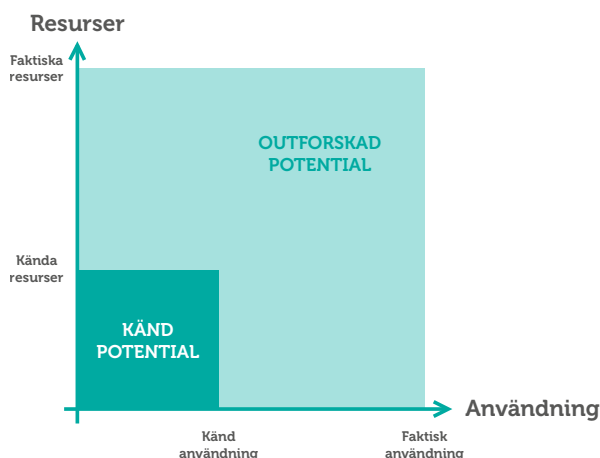 Resurser
Faktiska
resurser
OUTFORSKAD
POTENTIAL
Kända
resurser
KÄND
POTENTIAL
Användning
Känd
användning
Faktisk
användning